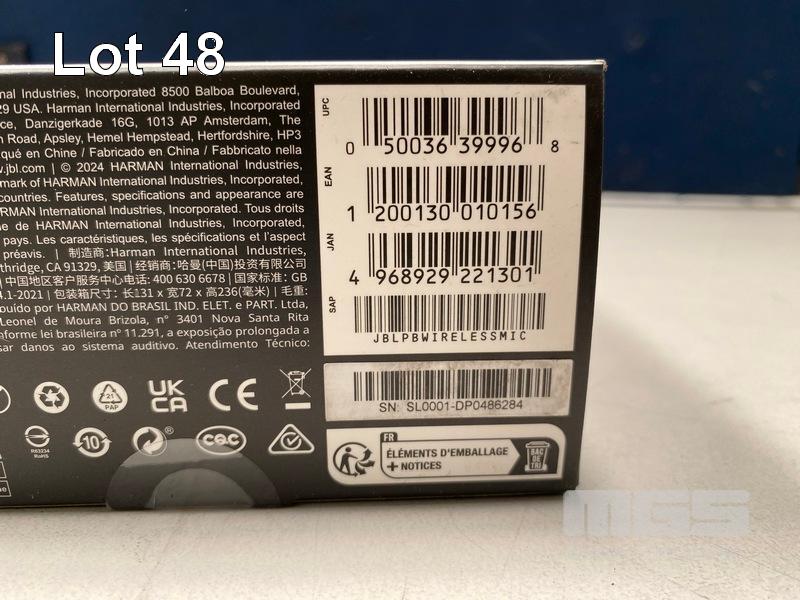 Lot 48
nal Industries, Incorporated 8500 Balboa Boulevard,
29 USA. Harman International Industries, Incorporated
ce, Danzigerkade 16G, 1013 AP Amsterdam, The
n Road, Apsley, Hemel Hempstead, Hertfordshire, HP3
qué en Chine / Fabricado en China / Fabbricato nella
w.jbl.com | © 2024 HARMAN International Industries,
mark of HARMAN International Industries, Incorporated,
countries. Features, specifications and appearance are
RMAN International Industries, Incorporated. Tous droits
e de HARMAN International Industries, Incorporated,
pays. Les caractéristiques, les spécifications et l'aspect
préavis. | 制造商:Harman International Industries,
thridge, CA 91329, 美国 | 经销商:哈曼(中国)投资有限公司
| 中国地区客户服务中心电话: 400 630 6678 | 国家标准: GB
4.1-2021 | 包装箱尺寸: 长131 x 宽72 x 高236(毫米) | 毛重:
buído por HARMAN DO BRASIL IND. ELET. e PART. Ltda,
Leonel de Moura Brizola, nº 3401 Nova Santa Rita
nforme lei brasileira nº 11.291, a exposição prolongada a
sar danos ao sistema auditivo. Atendimento Técnico:
UPC
0 50036 39996 8
EAN
1 200130 010156
JAN
4 968929 221301
SAP
JBLPBWIRELESSMIC
SN: SL0001-DP0486284
21
PAP
UK
CA
CE
R63234
RoHS
10
®
CQC
FR
ÉLÉMENTS D'EMBALLAGE
+ NOTICES
BAC
DE
TRI
MGS